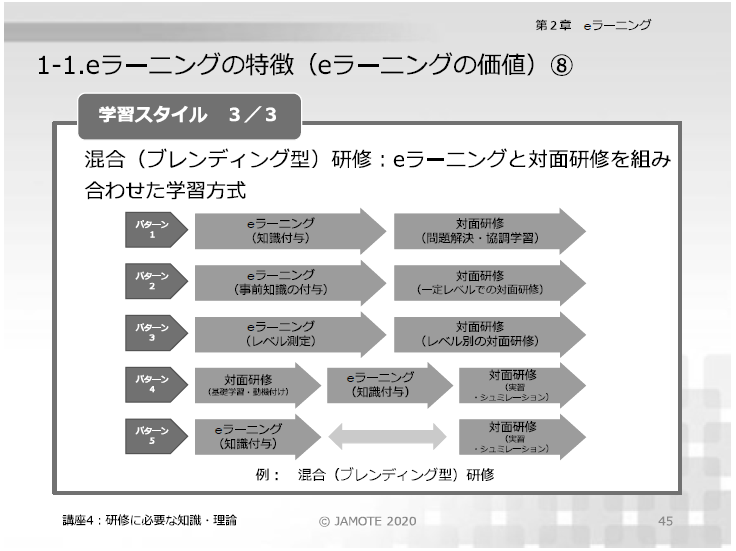 第２章　eラーニング
1-1.eラーニングの特徴（eラーニングの価値）⑧
学習スタイル　３／３
混合（ブレンディング型）研修：eラーニングと対面研修を組み
合わせた学習方式
パターン
1
eラーニング
（知識付与）
対面研修
（問題解決・協調学習）
パターン
2
eラーニング
（事前知識の付与）
対面研修
（一定レベルでの対面研修）
パターン
3
eラーニング
（レベル測定）
対面研修
（レベル別の対面研修）
パターン
4
対面研修
（基礎学習・動機付け）
eラーニング
（知識付与）
対面研修
（実習
・シュミレーション）
パターン
5
eラーニング
（知識付与）
対面研修
（実習
・シュミレーション）
例：　混合（ブレンディング型）研修
講座4：研修に必要な知識・理論
© JAMOTE 2020
45